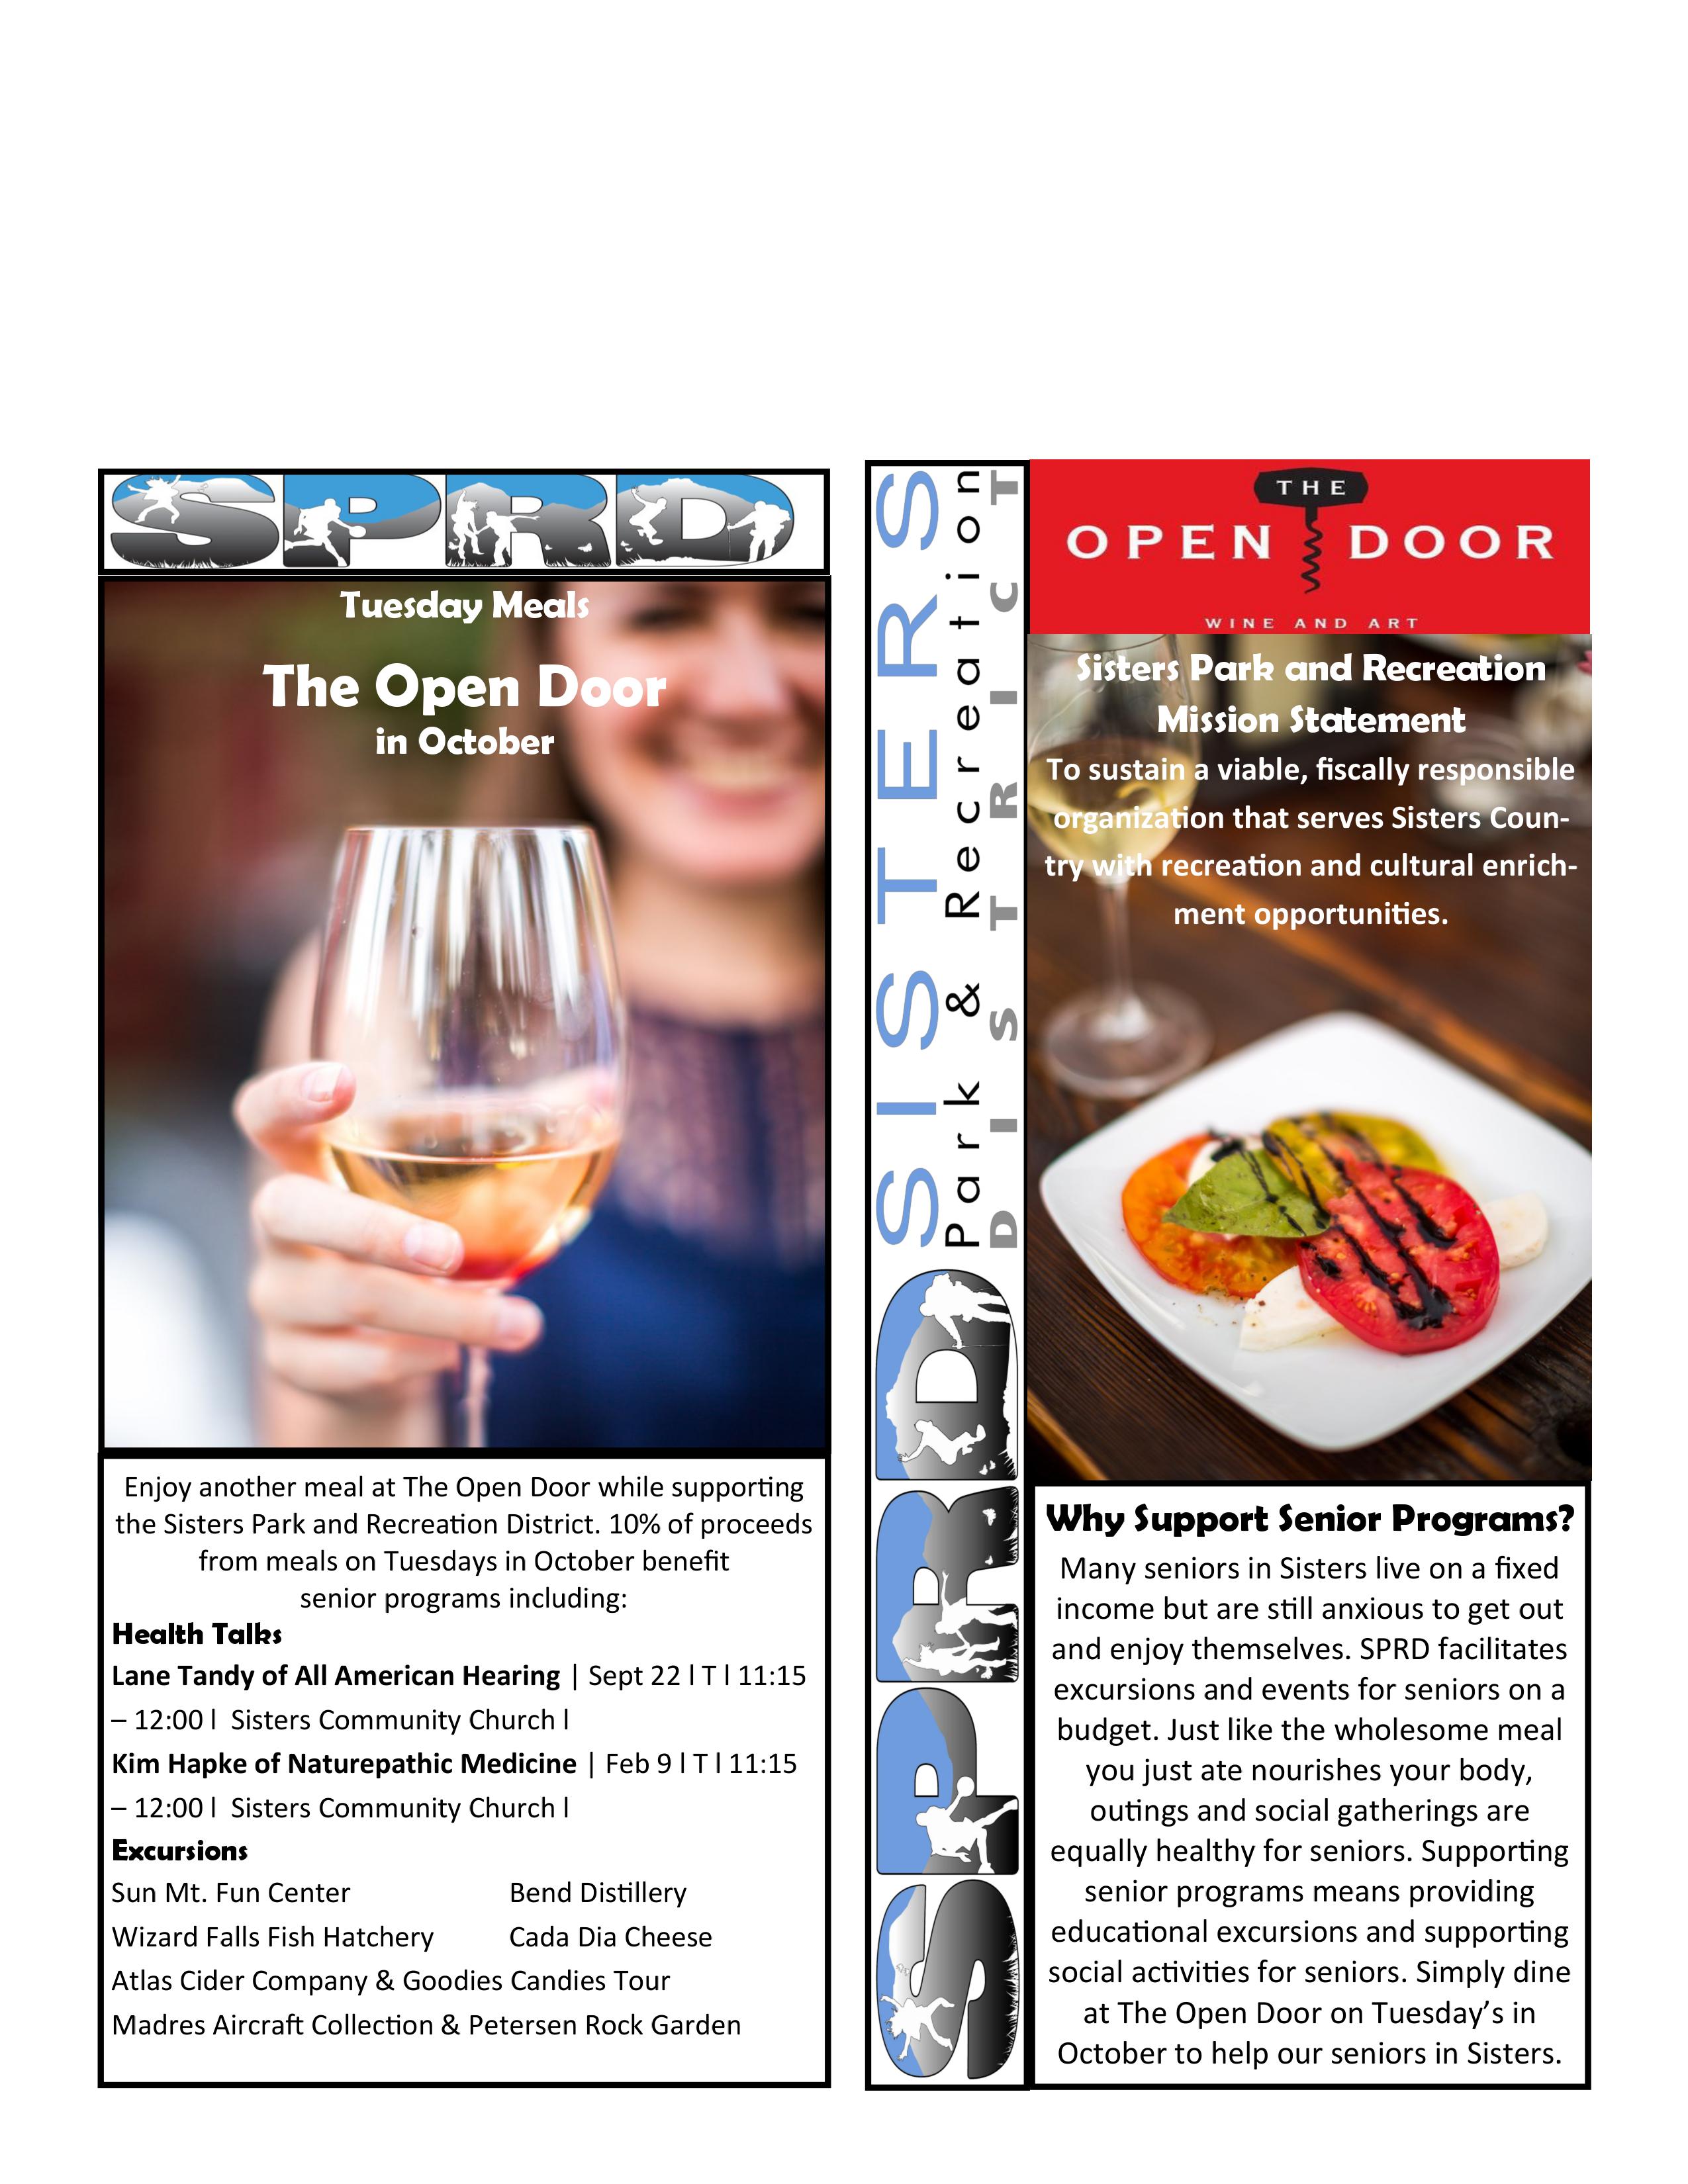 SPRD
Tuesday Meals
The Open Door
in October
Enjoy another meal at The Open Door while supporting
the Sisters Park and Recreation District. 10% of proceeds
from meals on Tuesdays in October benefit
senior programs including:
Health Talks
Lane Tandy of All American Hearing | Sept 22 l T l 11:15
– 12:00 l  Sisters Community Church l
Kim Hapke of Naturepathic Medicine | Feb 9 l T l 11:15
– 12:00 l  Sisters Community Church l
Excursions
Sun Mt. Fun Center Bend Distillery
Wizard Falls Fish Hatchery Cada Dia Cheese
Atlas Cider Company & Goodies Candies Tour
Madres Aircraft Collection & Petersen Rock Garden
SPRD
SISTERS
Park & Recreation
DISTRICT
THE
OPEN DOOR
WINE AND ART
Sisters Park and Recreation
Mission Statement
To sustain a viable, fiscally responsible
organization that serves Sisters Coun-
try with recreation and cultural enrich-
ment opportunities.
Why Support Senior Programs?
Many seniors in Sisters live on a fixed
income but are still anxious to get out
and enjoy themselves. SPRD facilitates
excursions and events for seniors on a
budget. Just like the wholesome meal
you just ate nourishes your body,
outings and social gatherings are
equally healthy for seniors. Supporting
senior programs means providing
educational excursions and supporting
social activities for seniors. Simply dine
at The Open Door on Tuesday’s in
October to help our seniors in Sisters.